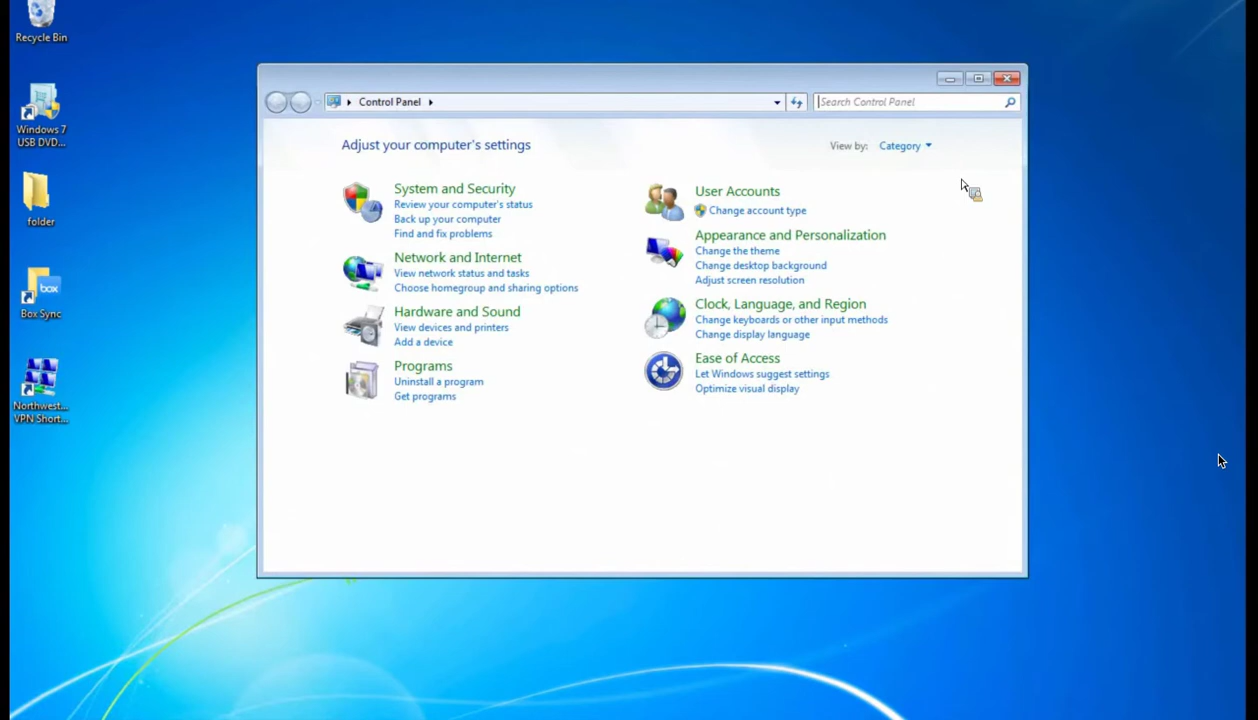 Recycle Bin
Windows 7
USB DVD...
folder
box
Box Sync
Northwest...
VPN Short...
Control Panel
Search Control Panel
Adjust your computer's settings
View by: Category
System and Security
Review your computer's status
Back up your computer
Find and fix problems
Network and Internet
View network status and tasks
Choose homegroup and sharing options
Hardware and Sound
View devices and printers
Add a device
Programs
Uninstall a program
Get programs
User Accounts
Change account type
Appearance and Personalization
Change the theme
Change desktop background
Adjust screen resolution
Clock, Language, and Region
Change keyboards or other input methods
Change display language
Ease of Access
Let Windows suggest settings
Optimize visual display